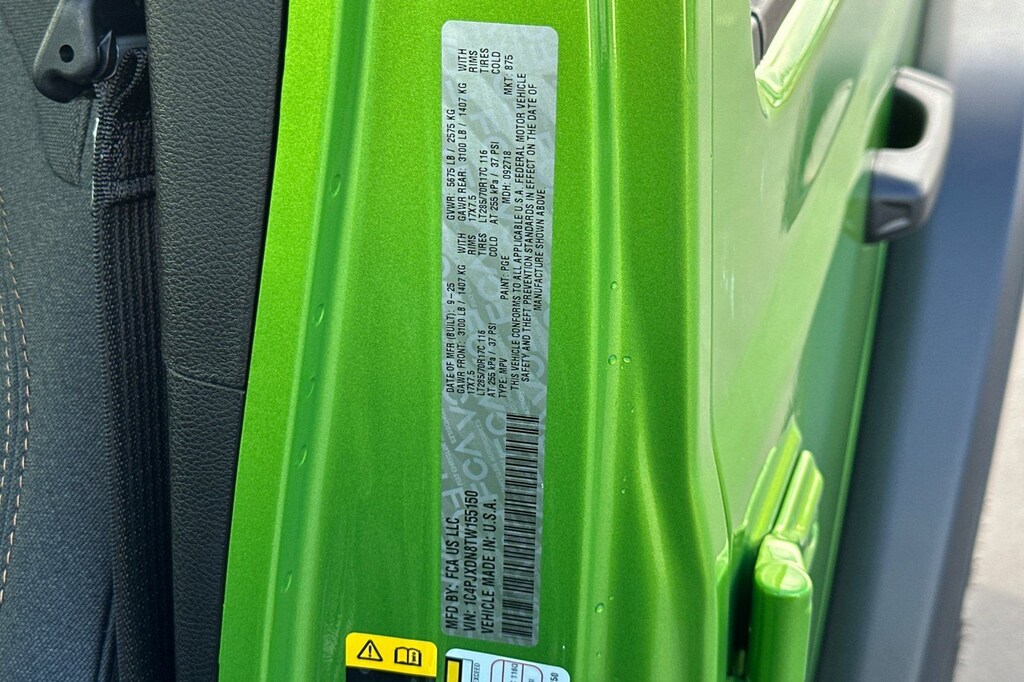 MFD BY: FCA US LLC
DATE OF MFR (BUILT): 9-25
GVWR: 5675 LB / 2575 KG
GAWR FRONT: 3100 LB / 1407 KG WITH
GAWR REAR: 3100 LB / 1407 KG WITH
17X7.5 RIMS
17X7.5 RIMS
LT285/70R17C 116 TIRES
LT285/70R17C 116 TIRES
AT 255 kPa / 37 PSI COLD
AT 255 kPa / 37 PSI COLD
VIN: 1C4PJXDN8TW155150
TYPE: MPV PAINT: PGE MDH: 092718 MKT: 875
VEHICLE MADE IN: U.S.A.
THIS VEHICLE CONFORMS TO ALL APPLICABLE U.S.A. FEDERAL MOTOR VEHICLE
SAFETY AND THEFT PREVENTION STANDARDS IN EFFECT ON THE DATE OF
MANUFACTURE SHOWN ABOVE